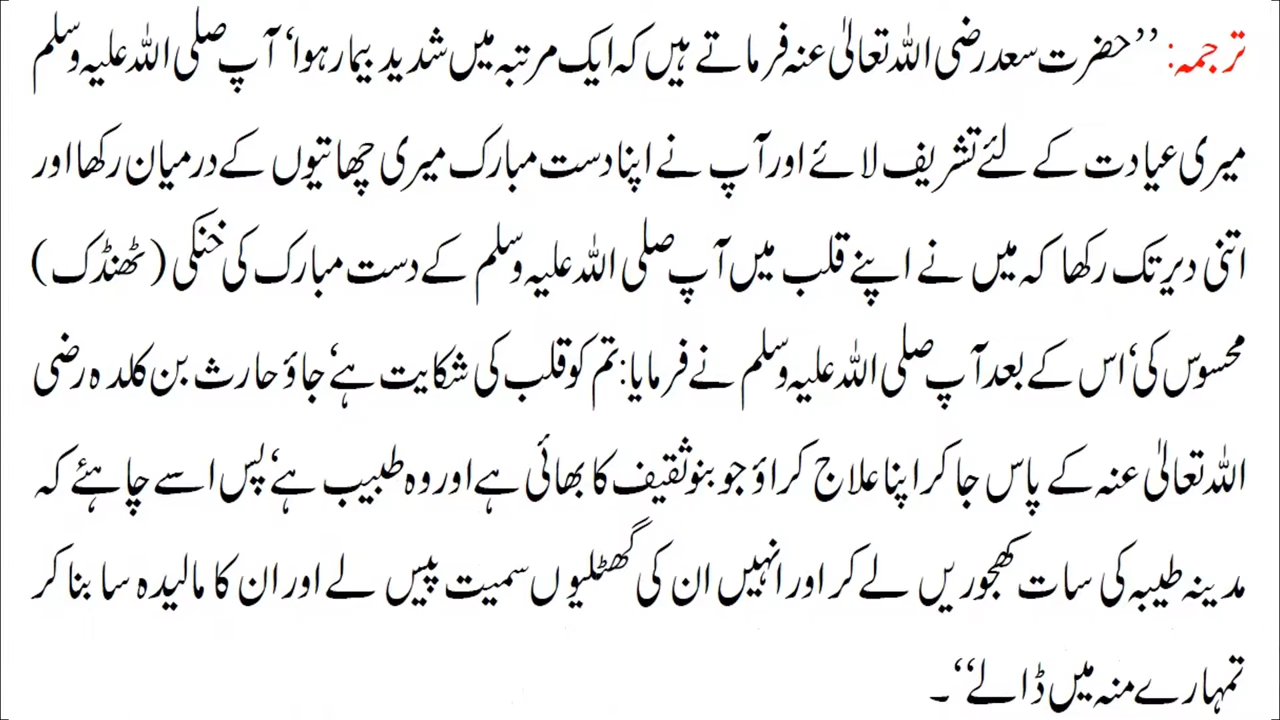 ترجمہ: ’’حضرت سعد رضی اللہ تعالیٰ عنہ فرماتے ہیں کہ ایک مرتبہ میں شدید بیمار ہوا‘ آپ صلی اللہ علیہ وسلم
میری عیادت کے لئے تشریف لائے اور آپ نے اپنا دست مبارک میری چھاتیوں کے درمیان رکھا اور
اتنی دیر تک رکھا کہ میں نے اپنے قلب میں آپ صلی اللہ علیہ وسلم کے دست مبارک کی خنکی (ٹھنڈک)
محسوس کی‘ اس کے بعد آپ صلی اللہ علیہ وسلم نے فرمایا: تم کو قلب کی شکایت ہے‘ جاؤ حارث بن کلدہ رضی
اللہ تعالیٰ عنہ کے پاس جا کر اپنا علاج کراؤ جو بنو ثقیف کا بھائی ہے اور وہ طبیب ہے‘ پس اسے چاہئے کہ
مدینہ طیبہ کی سات کھجوریں لے کر اور انہیں ان کی گھٹلیوں سمیت پیس لے اور ان کا مالیدہ سا بنا کر
تمہارے منہ میں ڈالے‘‘۔